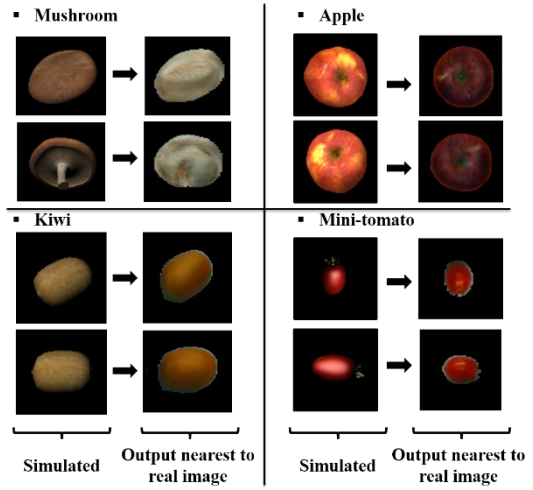 ▪ Mushroom
▪ Apple
▪ Kiwi
▪ Mini-tomato
Simulated
Output nearest to
real image
Simulated
Output nearest to
real image